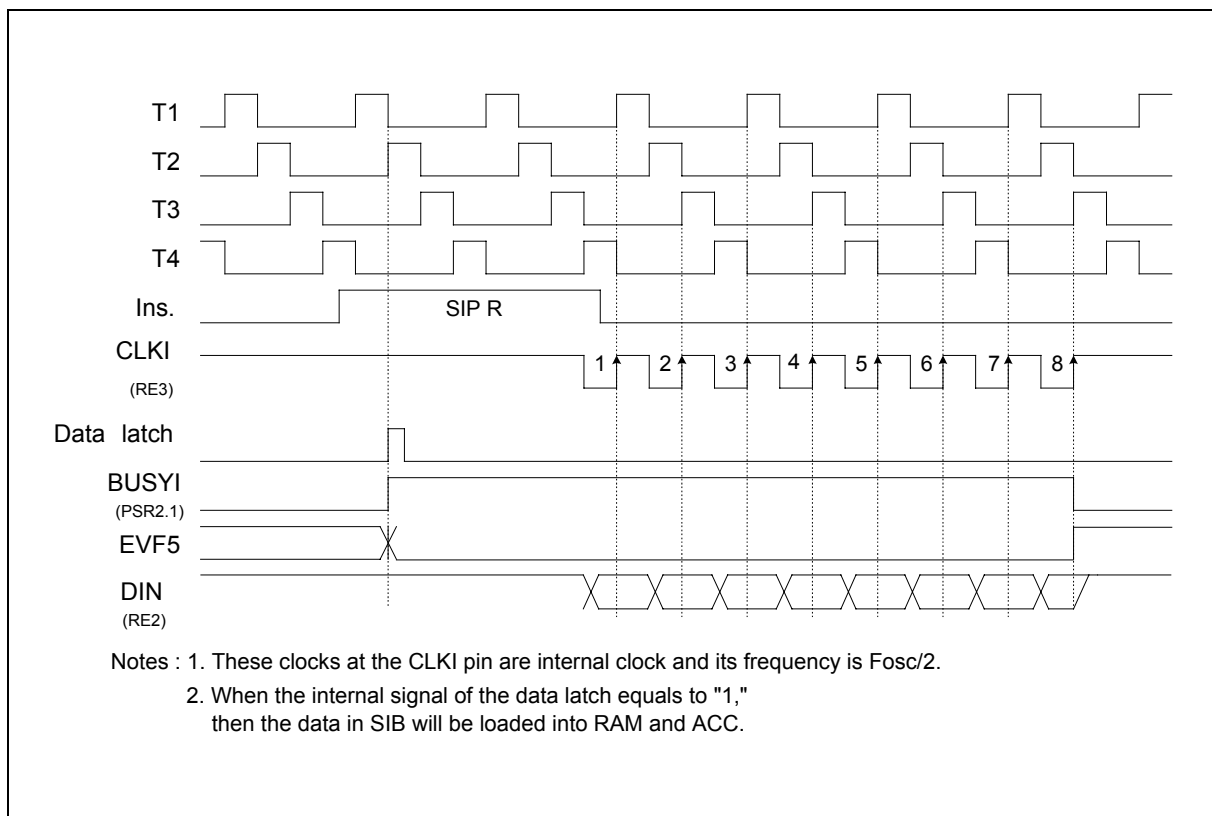 T1
T2
T3
T4
Ins.
SIP R
CLKI
(RE3)
1 2 3 4 5 6 7 8
Data latch
BUSYI
(PSR2.1)
EVF5
DIN
(RE2)
Notes : 1. These clocks at the CLKI pin are internal clock and its frequency is Fosc/2.
2. When the internal signal of the data latch equals to "1,"
then the data in SIB will be loaded into RAM and ACC.